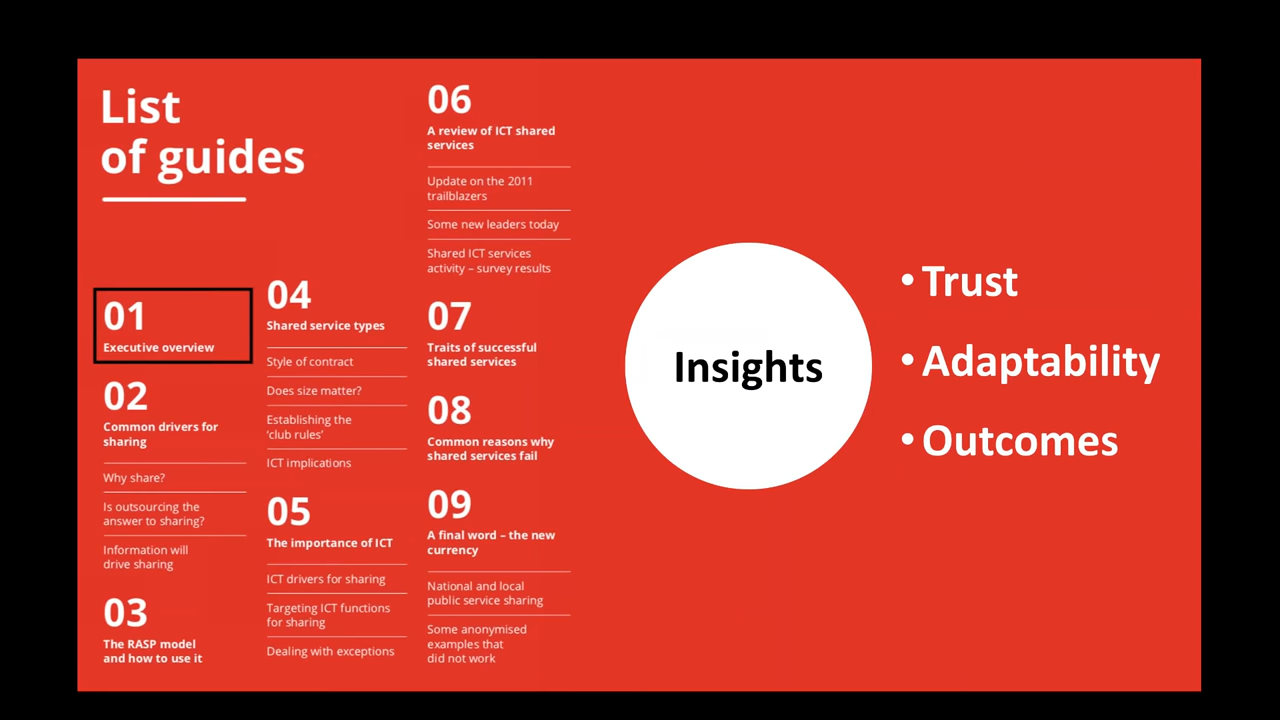 List
of guides
01
Executive overview
02
Common drivers for
sharing
Why share?
Is outsourcing the
answer to sharing?
Information will
drive sharing
03
The RASP model
and how to use it
04
Shared service types
Style of contract
Does size matter?
Establishing the
‘club rules’
ICT implications
05
The importance of ICT
ICT drivers for sharing
Targeting ICT functions
for sharing
Dealing with exceptions
06
A review of ICT shared
services
Update on the 2011
trailblazers
Some new leaders today
Shared ICT services
activity – survey results
07
Traits of successful
shared services
08
Common reasons why
shared services fail
09
A final word – the new
currency
National and local
public service sharing
Some anonymised
examples that
did not work
Insights
• Trust
• Adaptability
• Outcomes